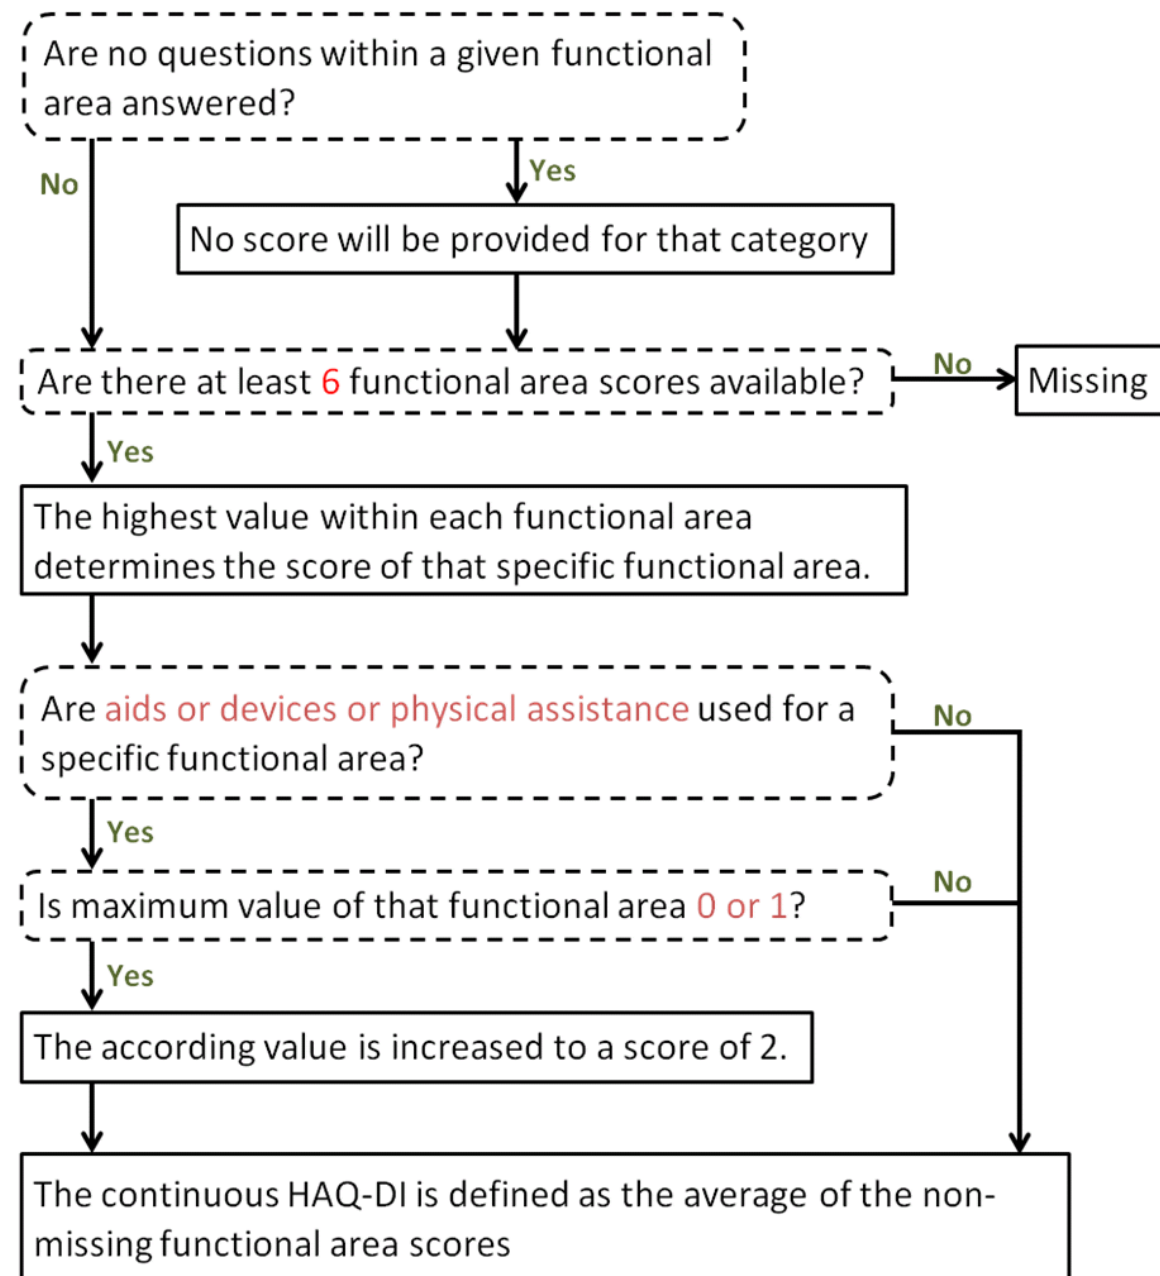 Are no questions within a given functional
area answered?
No
Yes
No score will be provided for that category
Are there at least 6 functional area scores available?
No
Missing
Yes
The highest value within each functional area
determines the score of that specific functional area.
Are aids or devices or physical assistance used for a
specific functional area?
No
Yes
Is maximum value of that functional area 0 or 1?
No
Yes
The according value is increased to a score of 2.
The continuous HAQ-DI is defined as the average of the non-
missing functional area scores